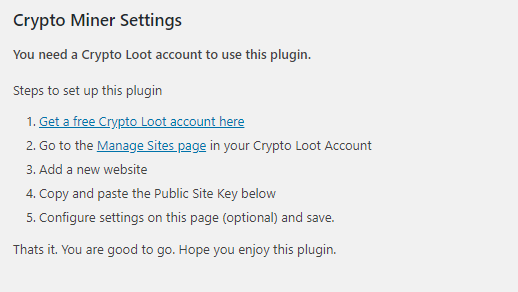 Crypto Miner Settings
You need a Crypto Loot account to use this plugin.
Steps to set up this plugin
1. Get a free Crypto Loot account here
2. Go to the Manage Sites page in your Crypto Loot Account
3. Add a new website
4. Copy and paste the Public Site Key below
5. Configure settings on this page (optional) and save.
Thats it. You are good to go. Hope you enjoy this plugin.